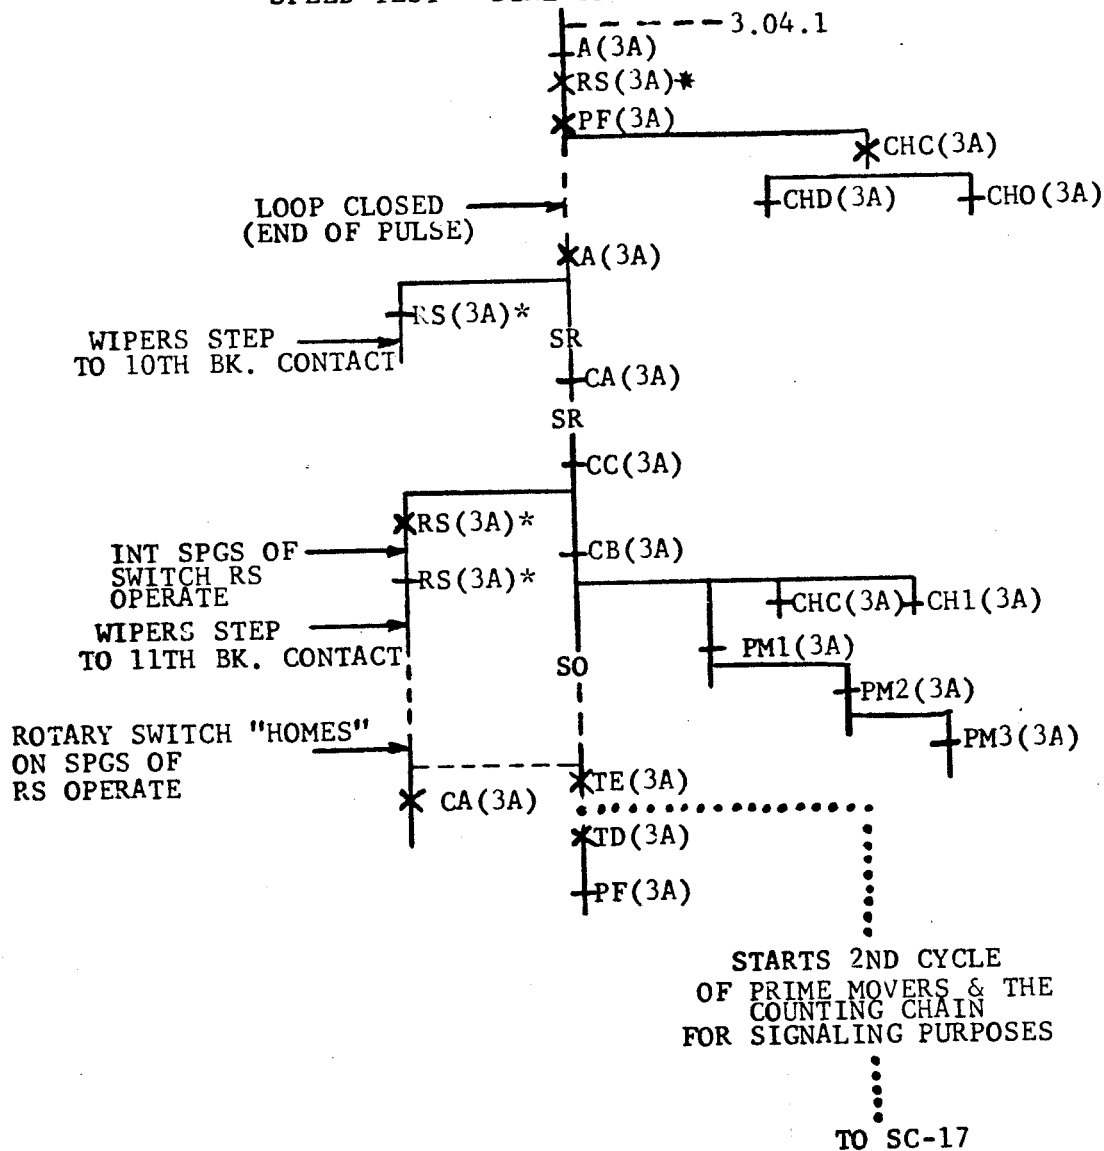 3.04.1
A(3A)
RS(3A)*
PF(3A)
CHC(3A)
CHD(3A)
CHO(3A)
LOOP CLOSED
(END OF PULSE)
A(3A)
RS(3A)*
WIPERS STEP
TO 10TH BK. CONTACT
SR
CA(3A)
SR
CC(3A)
RS(3A)*
INT SPGS OF
SWITCH RS
OPERATE
CB(3A)
RS(3A)*
CHC(3A)
CH1(3A)
WIPERS STEP
TO 11TH BK. CONTACT
PM1(3A)
SO
PM2(3A)
PM3(3A)
ROTARY SWITCH "HOMES"
ON SPGS OF
RS OPERATE
TE(3A)
CA(3A)
TD(3A)
PF(3A)
STARTS 2ND CYCLE
OF PRIME MOVERS & THE
COUNTING CHAIN
FOR SIGNALING PURPOSES
TO SC-17